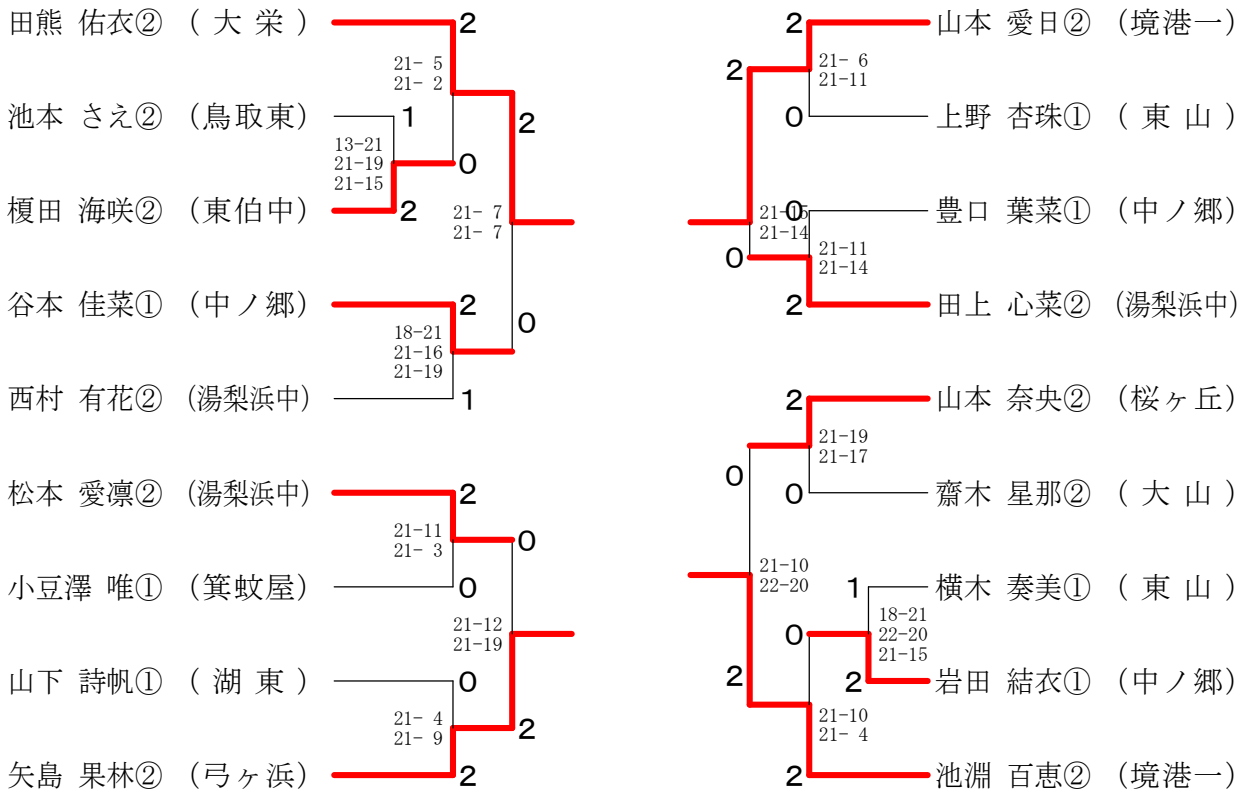 田熊 佑衣② （ 大 栄 ） 2
21- 5
21- 2
池本 さえ② （鳥取東） 1
2
13-21
21-19
21-15
0
榎田 海咲② （東伯中） 2
21- 7
21- 7
谷本 佳菜① （中ノ郷） 2
0
18-21
21-16
21-19
西村 有花② （湯梨浜中） 1
松本 愛凛② （湯梨浜中） 2
21-11
21- 3
0
小豆澤 唯① （箕蚊屋） 0
21-12
21-19
山下 詩帆① （ 湖 東 ） 0
21- 4
21- 9
2
矢島 果林② （弓ヶ浜） 2
2 山本 愛日② （境港一）
2
21- 6
21-11
0 上野 杏珠① （ 東 山 ）
21-15
21-14
0 豊口 葉菜① （中ノ郷）
0
21-11
21-14
2 田上 心菜② （湯梨浜中）
2 山本 奈央② （桜ヶ丘）
21-19
21-17
0
0 齋木 星那② （ 大 山 ）
21-10
22-20
1 横木 奏美① （ 東 山 ）
18-21
22-20
21-15
0
2
2 岩田 結衣① （中ノ郷）
21-10
21- 4
2 池淵 百恵② （境港一）